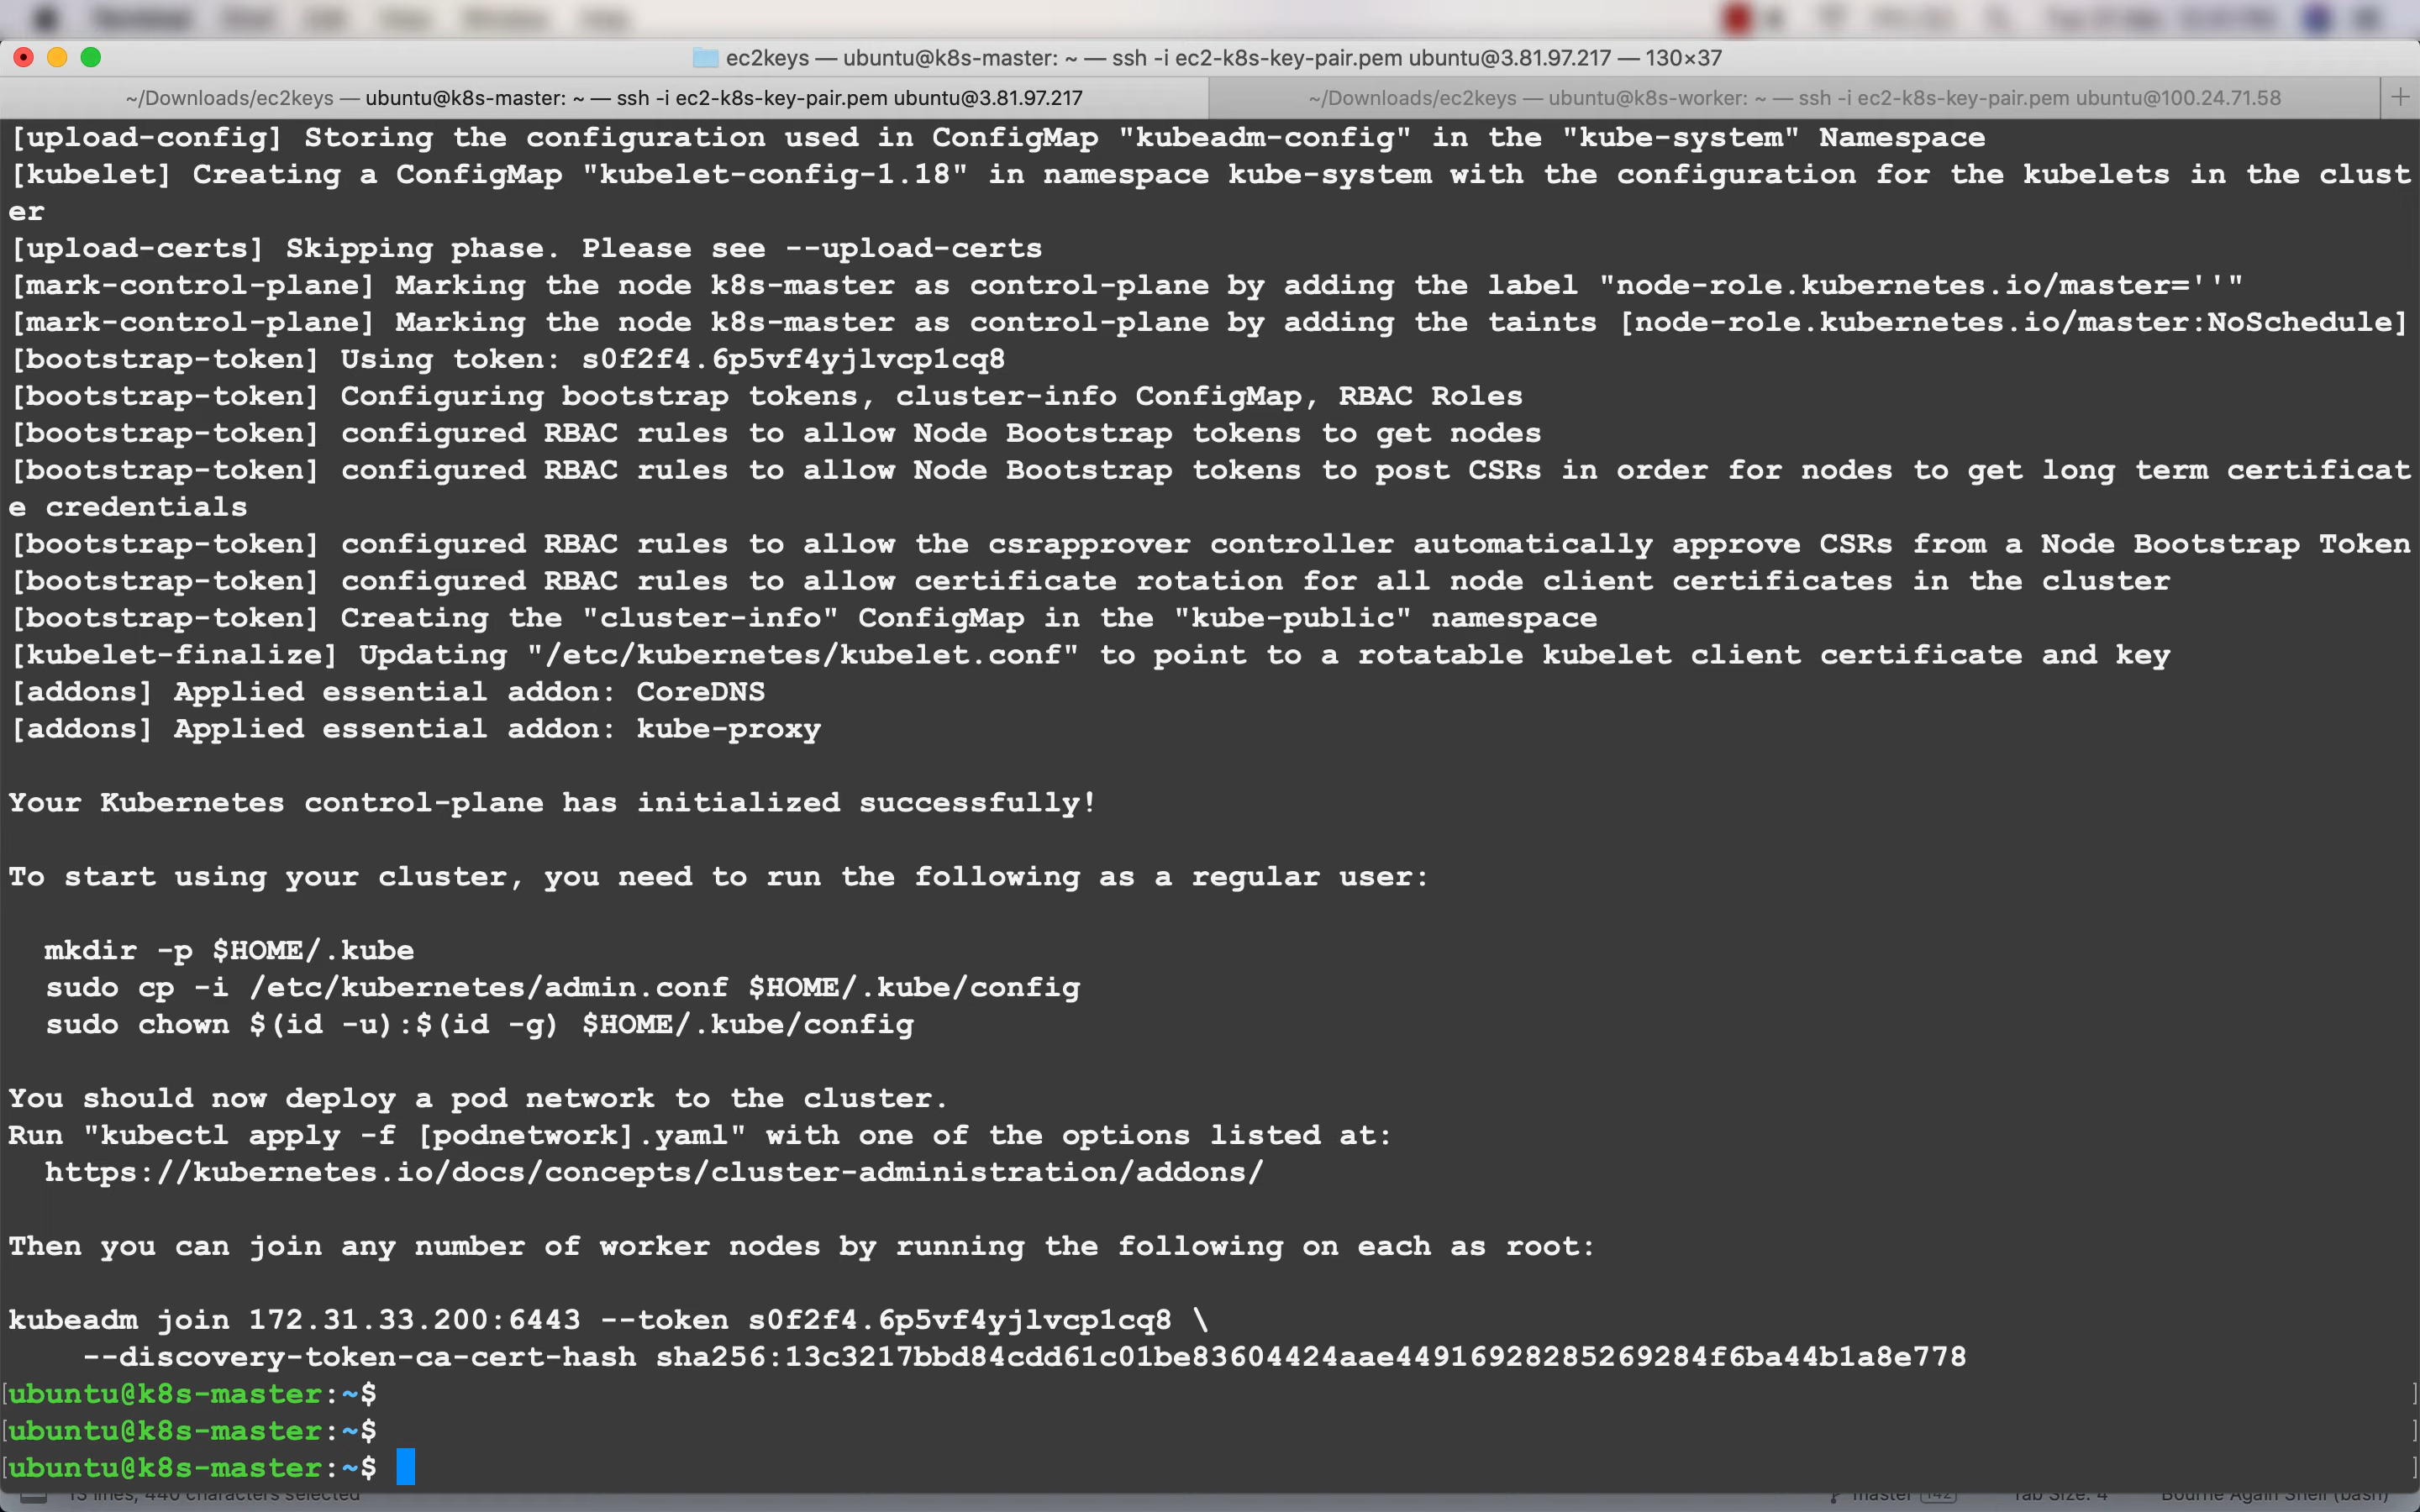 ec2keys — ubuntu@k8s-master: ~ — ssh -i ec2-k8s-key-pair.pem ubuntu@3.81.97.217 — 130×37
~/Downloads/ec2keys — ubuntu@k8s-master: ~ — ssh -i ec2-k8s-key-pair.pem ubuntu@3.81.97.217
~/Downloads/ec2keys — ubuntu@k8s-worker: ~ — ssh -i ec2-k8s-key-pair.pem ubuntu@100.24.71.58
[upload-config] Storing the configuration used in ConfigMap "kubeadm-config" in the "kube-system" Namespace
[kubelet] Creating a ConfigMap "kubelet-config-1.18" in namespace kube-system with the configuration for the kubelets in the clust
er
[upload-certs] Skipping phase. Please see --upload-certs
[mark-control-plane] Marking the node k8s-master as control-plane by adding the label "node-role.kubernetes.io/master=''"
[mark-control-plane] Marking the node k8s-master as control-plane by adding the taints [node-role.kubernetes.io/master:NoSchedule]
[bootstrap-token] Using token: s0f2f4.6p5vf4yjlvcp1cq8
[bootstrap-token] Configuring bootstrap tokens, cluster-info ConfigMap, RBAC Roles
[bootstrap-token] configured RBAC rules to allow Node Bootstrap tokens to get nodes
[bootstrap-token] configured RBAC rules to allow Node Bootstrap tokens to post CSRs in order for nodes to get long term certificat
e credentials
[bootstrap-token] configured RBAC rules to allow the csrapprover controller automatically approve CSRs from a Node Bootstrap Token
[bootstrap-token] configured RBAC rules to allow certificate rotation for all node client certificates in the cluster
[bootstrap-token] Creating the "cluster-info" ConfigMap in the "kube-public" namespace
[kubelet-finalize] Updating "/etc/kubernetes/kubelet.conf" to point to a rotatable kubelet client certificate and key
[addons] Applied essential addon: CoreDNS
[addons] Applied essential addon: kube-proxy
Your Kubernetes control-plane has initialized successfully!
To start using your cluster, you need to run the following as a regular user:
mkdir -p $HOME/.kube
sudo cp -i /etc/kubernetes/admin.conf $HOME/.kube/config
sudo chown $(id -u):$(id -g) $HOME/.kube/config
You should now deploy a pod network to the cluster.
Run "kubectl apply -f [podnetwork].yaml" with one of the options listed at:
https://kubernetes.io/docs/concepts/cluster-administration/addons/
Then you can join any number of worker nodes by running the following on each as root:
kubeadm join 172.31.33.200:6443 --token s0f2f4.6p5vf4yjlvcp1cq8 \
--discovery-token-ca-cert-hash sha256:13c3217bbd84cdd61c01be83604424aae44916928285269284f6ba44b1a8e778
[ubuntu@k8s-master:~$ ]
[ubuntu@k8s-master:~$ ]
[ubuntu@k8s-master:~$ ]
13 lines, 440 characters selected
master 142 Tab Size: 4 Bourne Again Shell (bash)